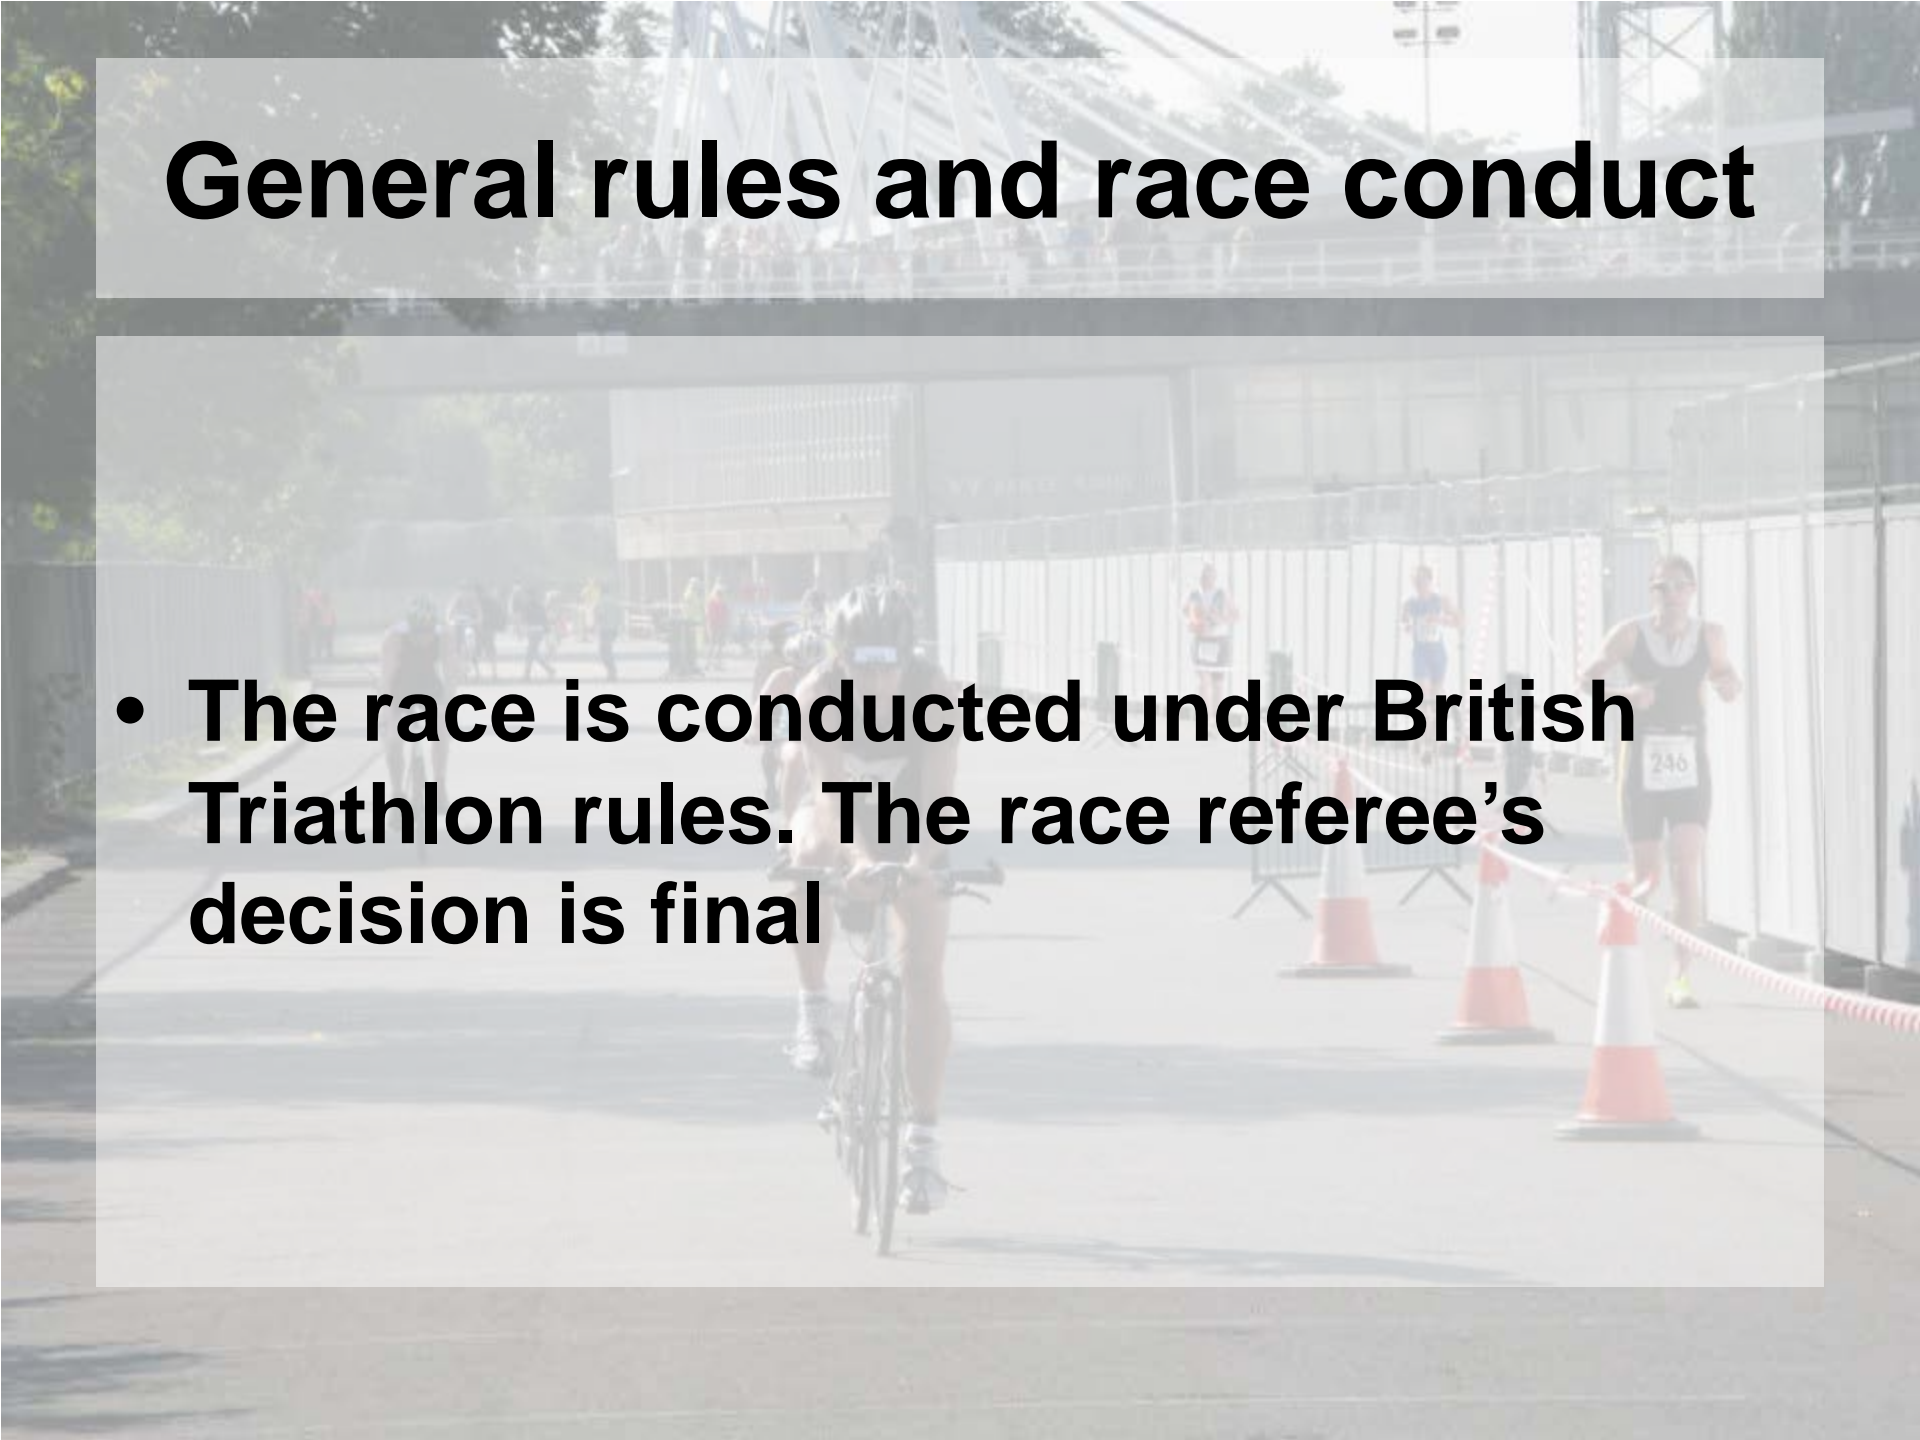 General rules and race conduct
• The race is conducted under British
Triathlon rules. The race referee’s
decision is final
246